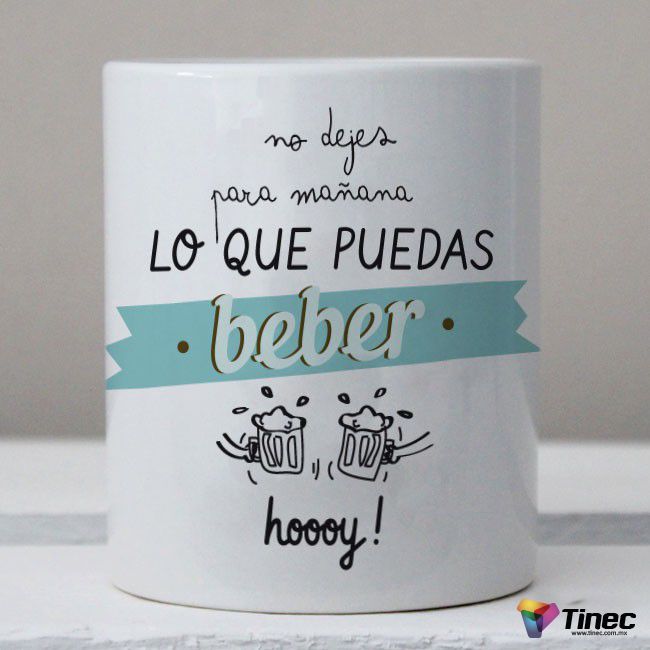 no dejes
para mañana
LO QUE PUEDAS
· beber ·
hoooy!
Tinec
www.tinec.com.mx